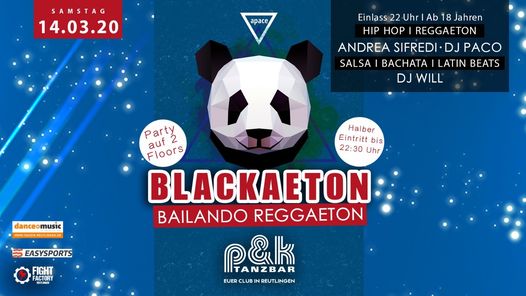 SAMSTAG
14.03.20
apace
Einlass 22 Uhr I Ab 18 Jahren
HIP HOP I REGGAETON
ANDREA SIFREDI · DJ PACO
SALSA I BACHATA I LATIN BEATS
DJ WILL
Party
auf 2
Floors
Halber
Eintritt bis
22:30 Uhr
BLACKAETON
BAILANDO REGGAETON
p&k
TANZBAR
EUER CLUB IN REUTLINGEN
danceomusic
EASYSPORTS
FIGHT
FACTORY